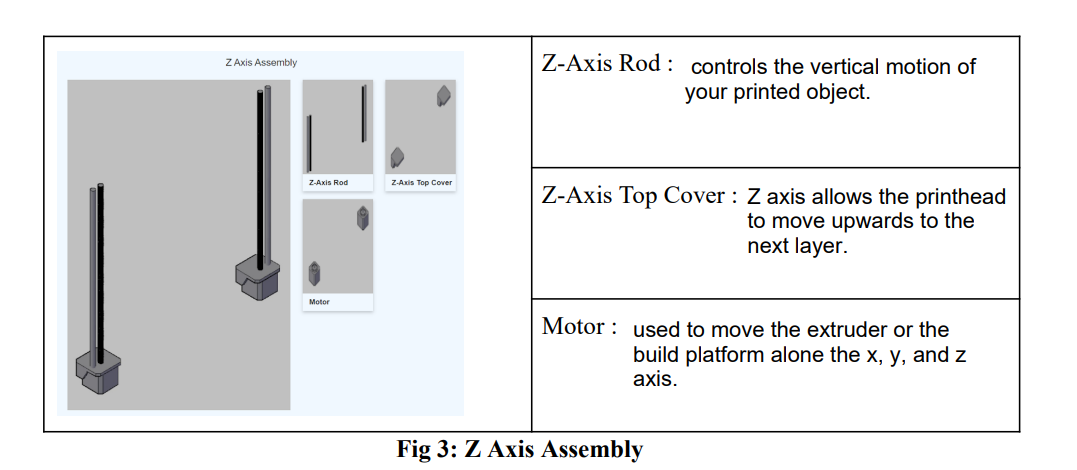 Z Axis Assembly
Z-Axis Rod
Z-Axis Top Cover
Motor
Z-Axis Rod : controls the vertical motion of
your printed object.
Z-Axis Top Cover : Z axis allows the printhead
to move upwards to the
next layer.
Motor : used to move the extruder or the
build platform alone the x, y, and z
axis.
Fig 3: Z Axis Assembly